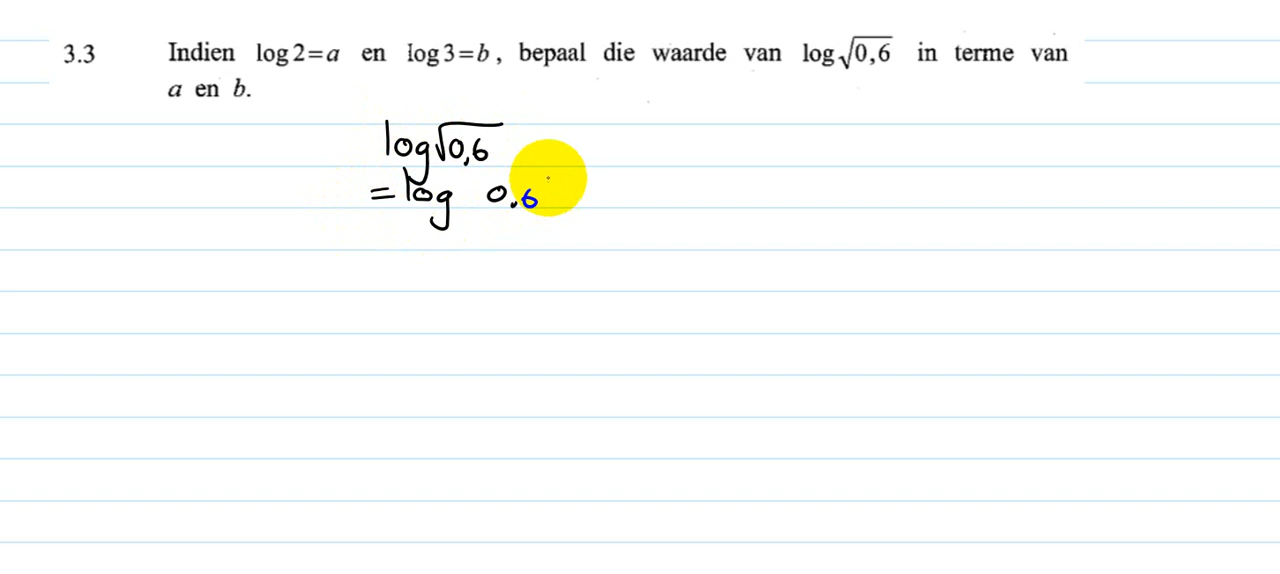 3.3 Indien log 2=a en log 3=b, bepaal die waarde van log√0,6 in terme van
a en b.
log√0,6
= log 0.6